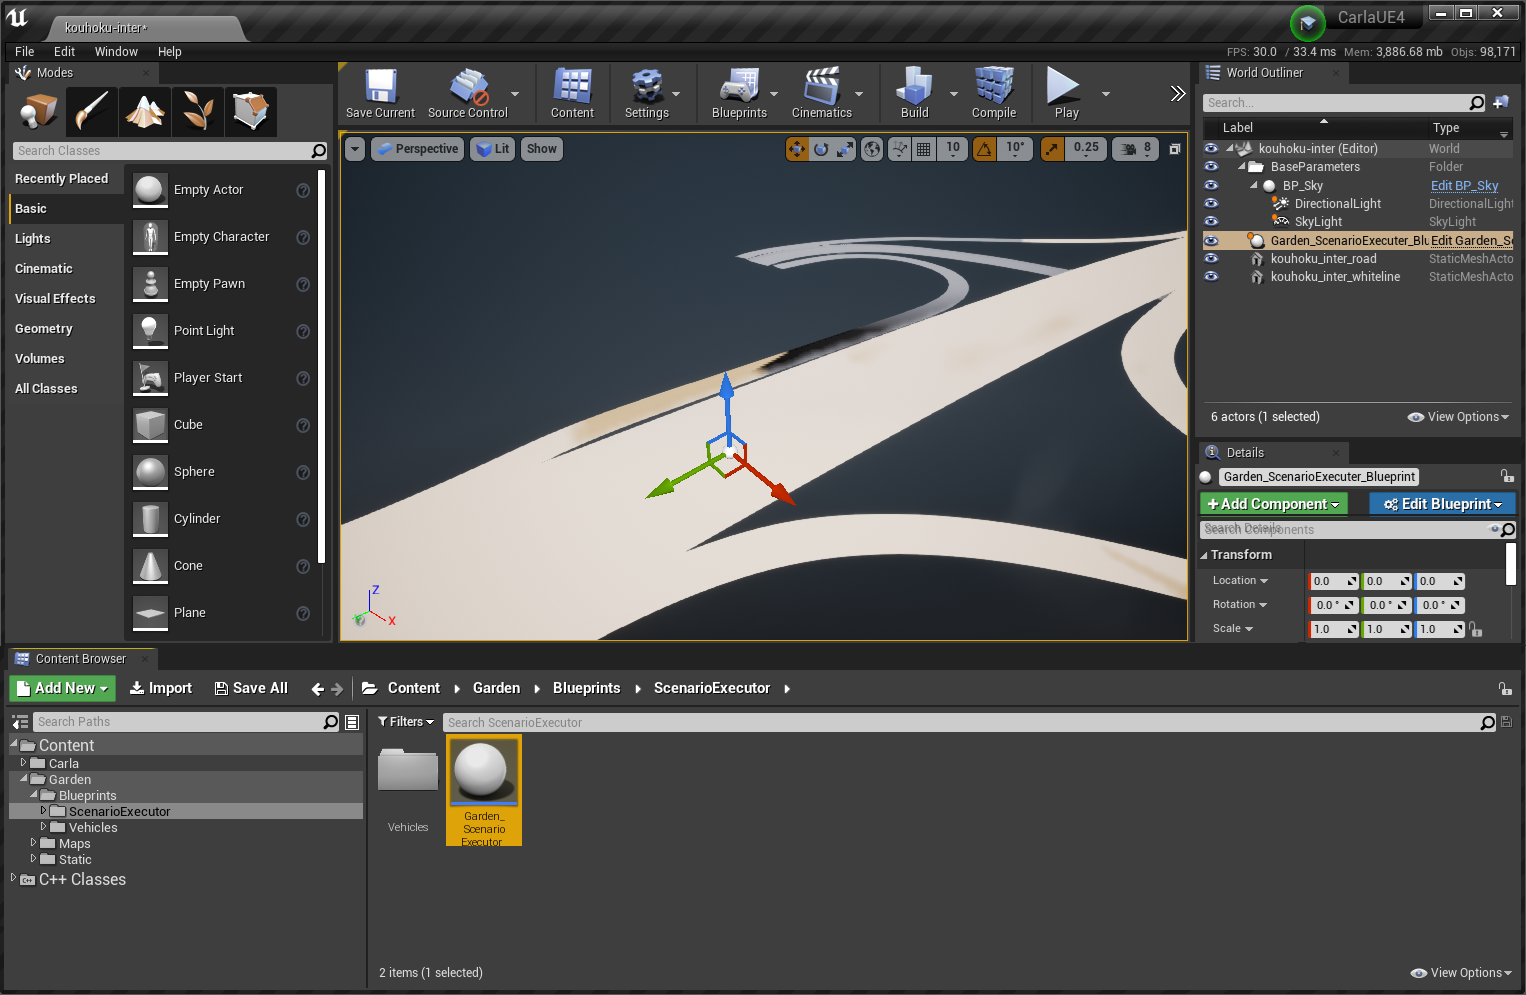 kouhoku-inter*
CarlaUE4
File Edit Window Help
FPS: 30.0 / 33.4 ms Mem: 3,886.68 mb Objs: 98,171
Modes
Search Classes
Recently Placed
Basic
Lights
Cinematic
Visual Effects
Geometry
Volumes
All Classes
Empty Actor
Empty Character
Empty Pawn
Point Light
Player Start
Cube
Sphere
Cylinder
Cone
Plane
Save Current Source Control Content Settings Blueprints Cinematics Build Compile Play
Perspective Lit Show 10 10° 0.25 8
Z
X
World Outliner
Search...
Label Type
kouhoku-inter (Editor) World
BaseParameters Folder
BP_Sky Edit BP_Sky
DirectionalLight DirectionalLight
SkyLight SkyLight
Garden_ScenarioExecuter_Blu Edit Garden_Sc
kouhoku_inter_road StaticMeshActo
kouhoku_inter_whiteline StaticMeshActo
6 actors (1 selected) View Options
Details
Garden_ScenarioExecuter_Blueprint
Add Component Edit Blueprint
Search Details
Search Components
Transform
Location 0.0 0.0 0.0
Rotation 0.0 ° 0.0 ° 0.0 °
Scale 1.0 1.0 1.0
Content Browser
Add New Import Save All Content Garden Blueprints ScenarioExecutor
Search Paths
Content
Carla
Garden
Blueprints
ScenarioExecutor
Vehicles
Maps
Static
C++ Classes
Filters Search ScenarioExecutor
Vehicles
Garden_
Scenario
Executor_
2 items (1 selected) View Options